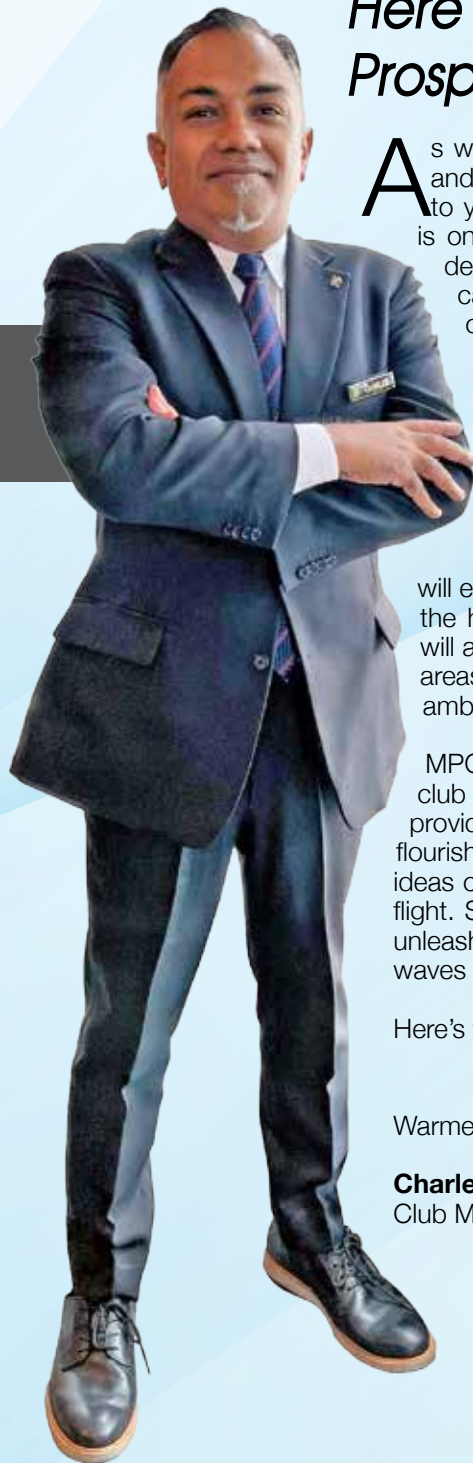 Here
Prosp
As w
and
to y
is on
de
ca
will e
the h
will a
areas
amb
club
provid
flourish
ideas
flight. S
unleash
waves
Here's
Warme
Charle
Club M